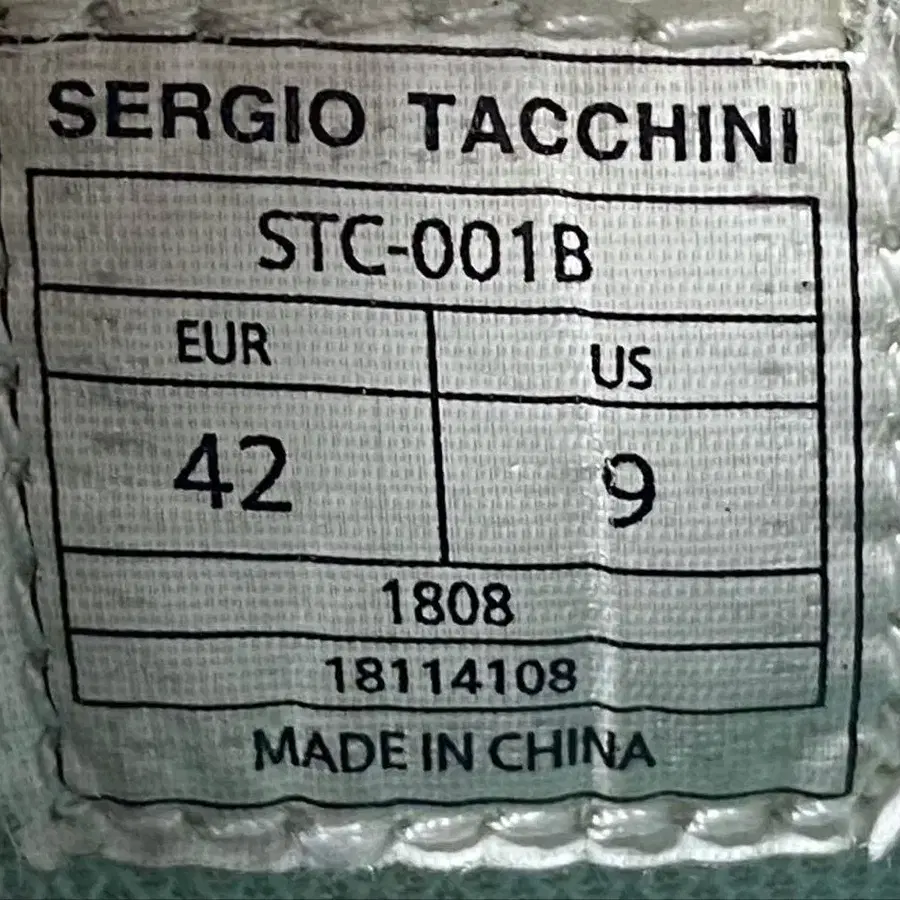 SERGIO TACCHINI
STC-001B
EUR US
42 9
1808
18114108
MADE IN CHINA